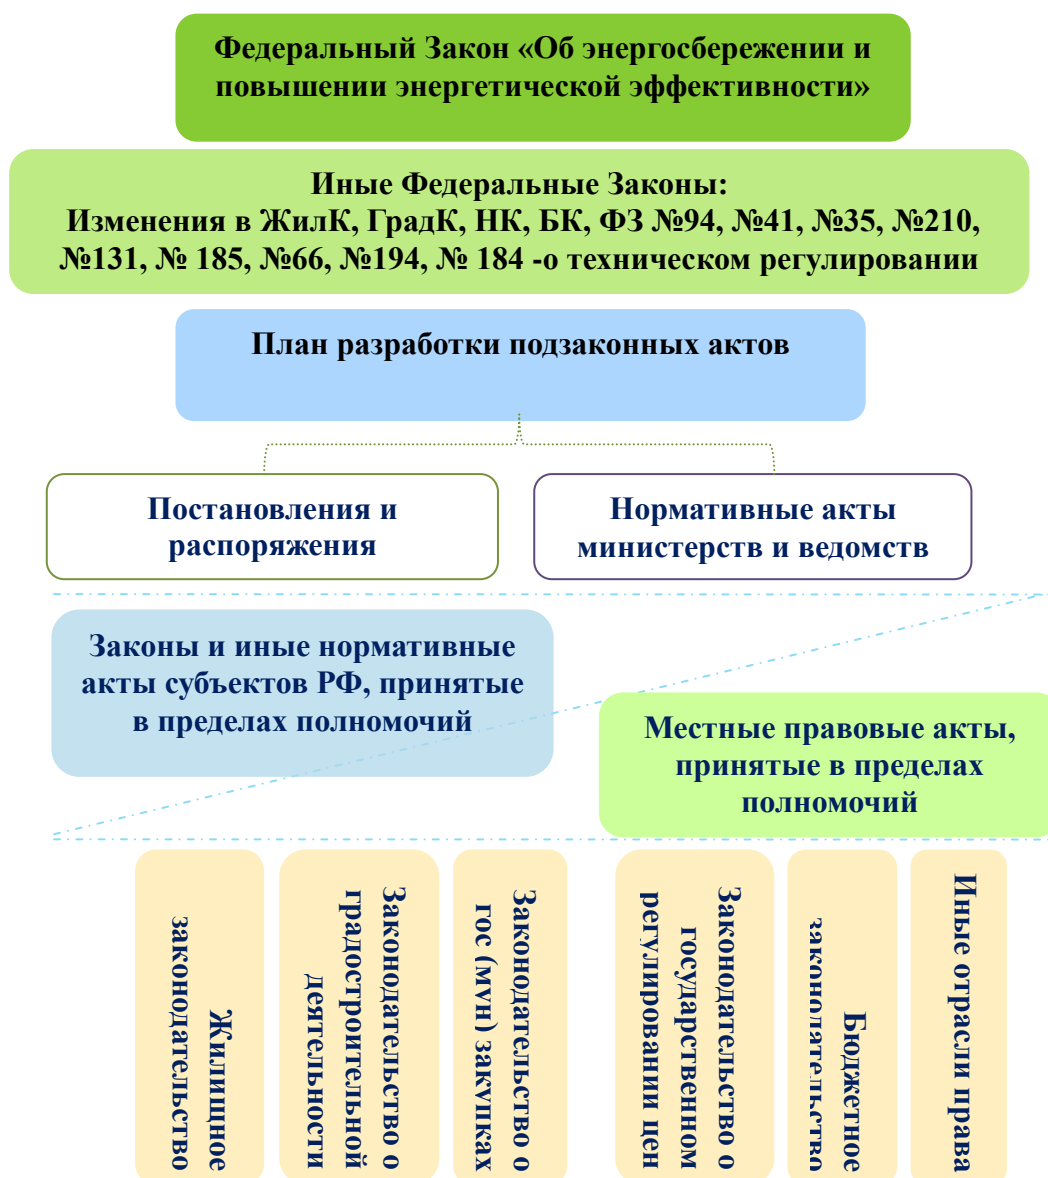 Федеральный Закон «Об энергосбережении и
повышении энергетической эффективности»
Иные Федеральные Законы:
Изменения в ЖилК, ГрадК, НК, БК, ФЗ №94, №41, №35, №210,
№131, № 185, №66, №194, № 184 -о техническом регулировании
План разработки подзаконных актов
Постановления и
распоряжения
Нормативные акты
министерств и ведомств
Законы и иные нормативные
акты субъектов РФ, принятые
в пределах полномочий
Местные правовые акты,
принятые в пределах
полномочий
Жилищное
законодательство
Законодательство о
градостроительной
деятельности
Законодательство о
гос (мун) закупках
Законодательство о
государственном
регулировании цен
Бюджетное
законодательство
Иные отрасли права